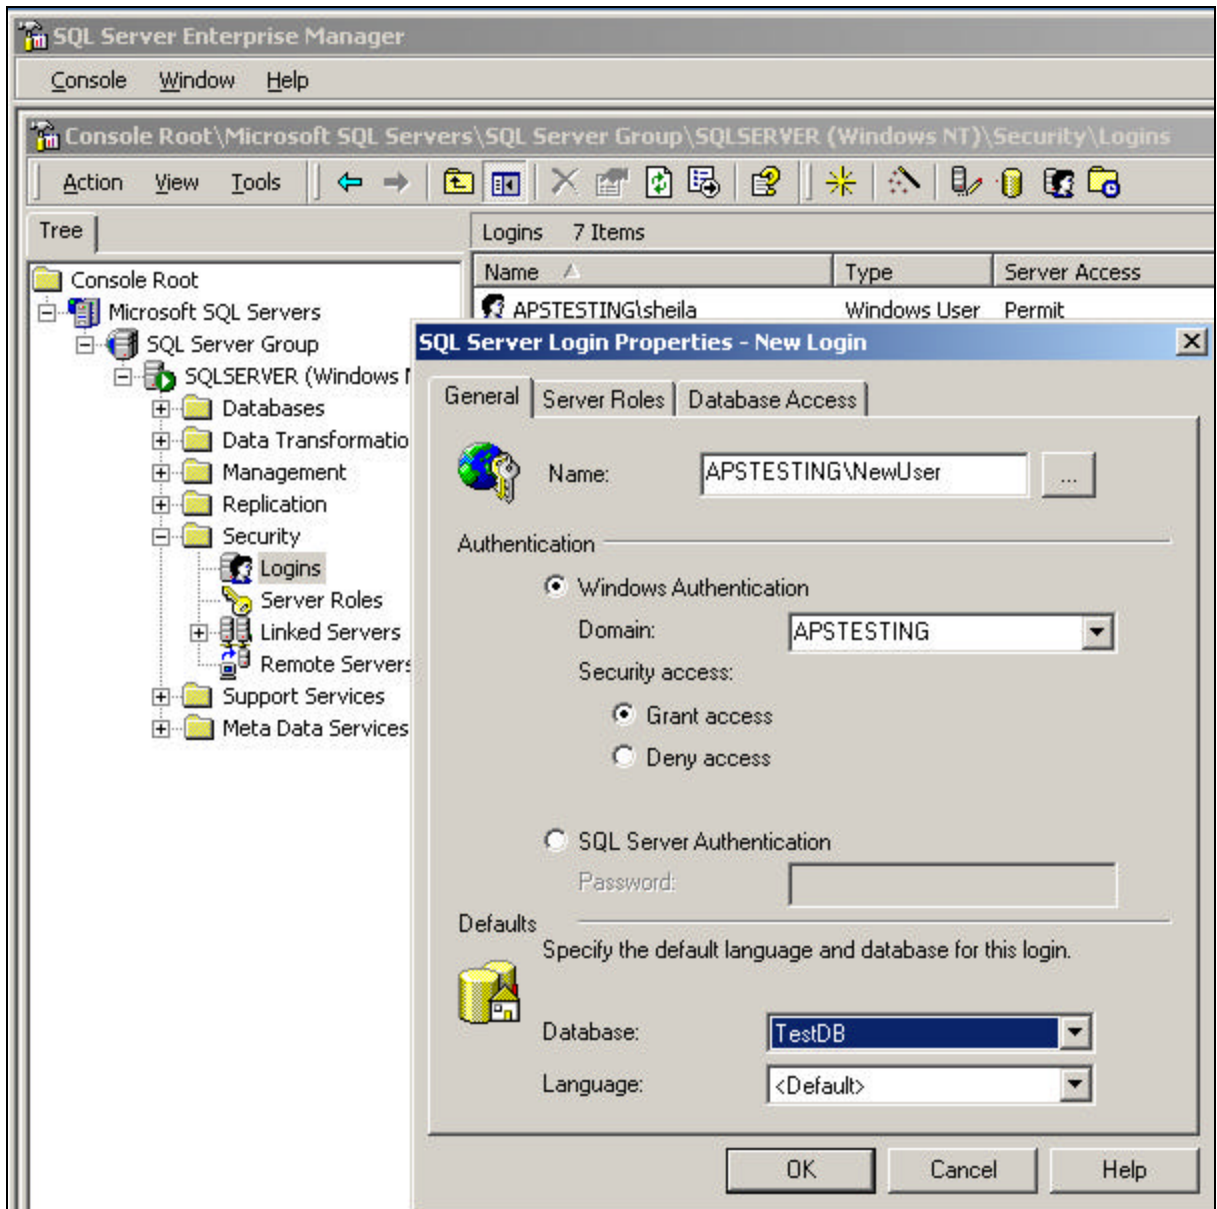 SQL Server Enterprise Manager
Console Window Help
Console Root\Microsoft SQL Servers\SQL Server Group\SQLSERVER (Windows NT)\Security\Logins
Action View Tools
Tree
Logins 7 Items
Name Type Server Access
APSTESTING\sheila Windows User Permit
Console Root
Microsoft SQL Servers
SQL Server Group
SQLSERVER (Windows
Databases
Data Transformatio
Management
Replication
Security
Logins
Server Roles
Linked Servers
Remote Servers
Support Services
Meta Data Services
SQL Server Login Properties - New Login
General Server Roles Database Access
Name: APSTESTING\NewUser ...
Authentication
Windows Authentication
Domain: APSTESTING
Security access:
Grant access
Deny access
SQL Server Authentication
Password:
Defaults
Specify the default language and database for this login.
Database: TestDB
Language: <Default>
OK Cancel Help